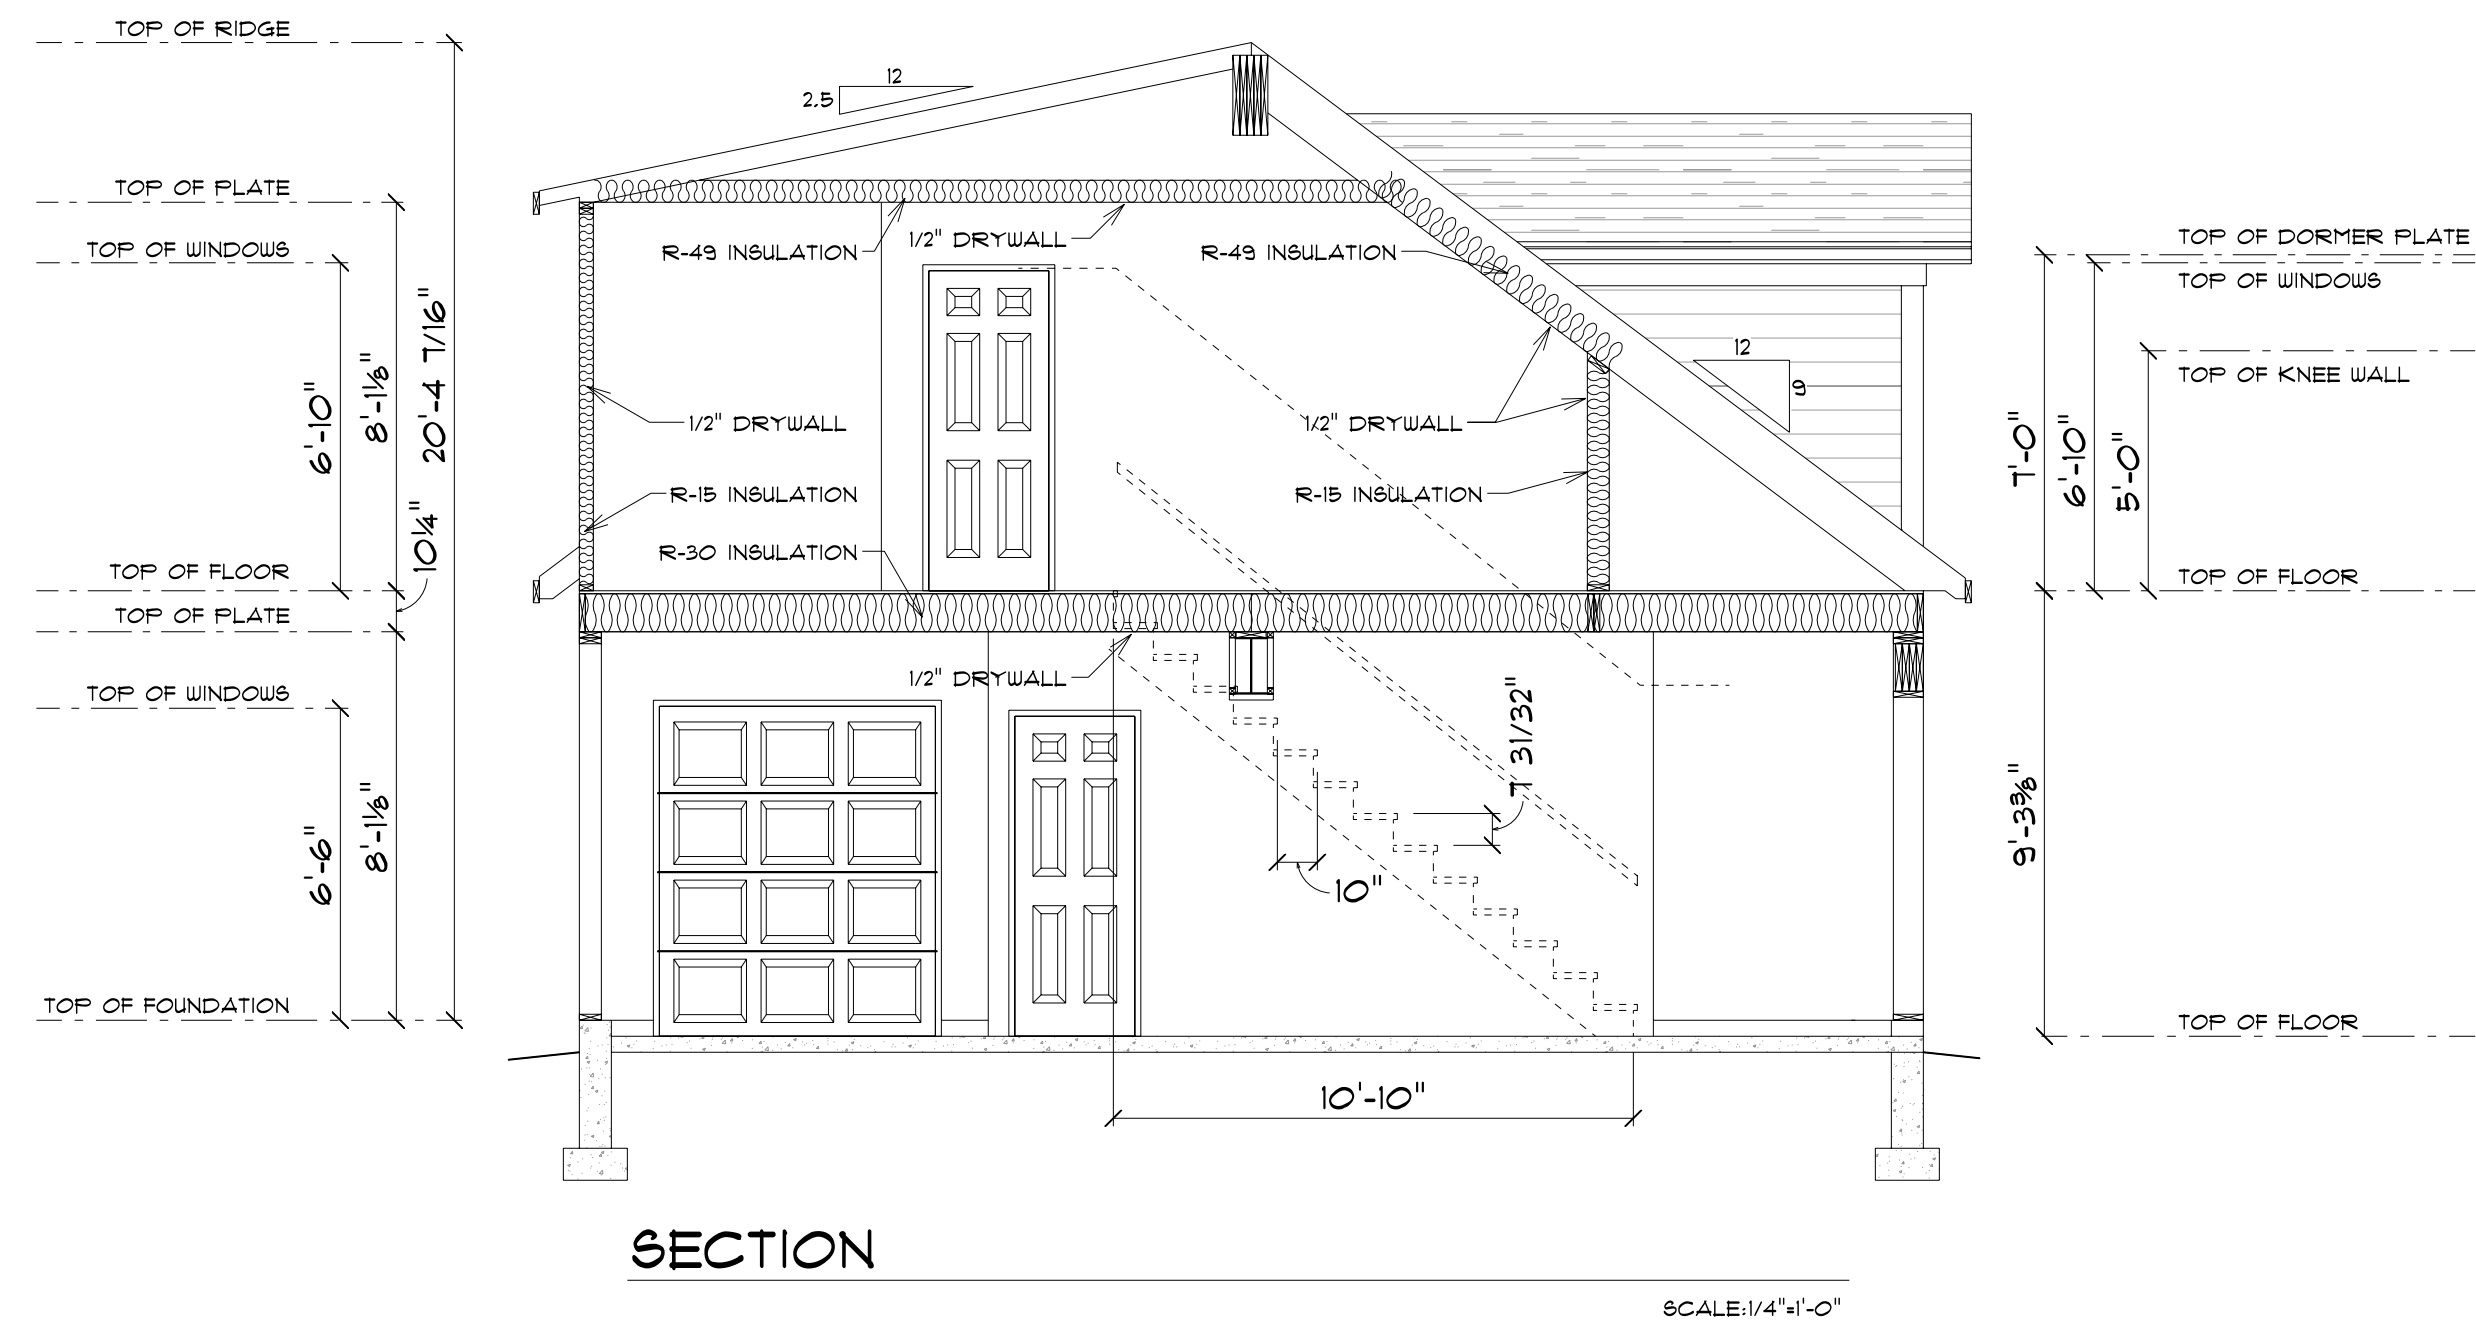 TOP OF RIDGE
12
2.5
TOP OF PLATE
TOP OF WINDOWS
6'-10"
8'-1⅛"
20'-4 7/16"
10¼"
TOP OF FLOOR
TOP OF PLATE
TOP OF WINDOWS
6'-6"
8'-1⅛"
TOP OF FOUNDATION
R-49 INSULATION
1/2" DRYWALL
R-49 INSULATION
1/2" DRYWALL
R-15 INSULATION
R-30 INSULATION
1/2" DRYWALL
R-15 INSULATION
12
9
1/2" DRYWALL
10"
7 31/32"
10'-10"
TOP OF DORMER PLATE
TOP OF WINDOWS
TOP OF KNEE WALL
7'-0"
6'-10"
5'-0"
TOP OF FLOOR
9'-3⅜"
TOP OF FLOOR
SECTION
SCALE:1/4"=1'-0"